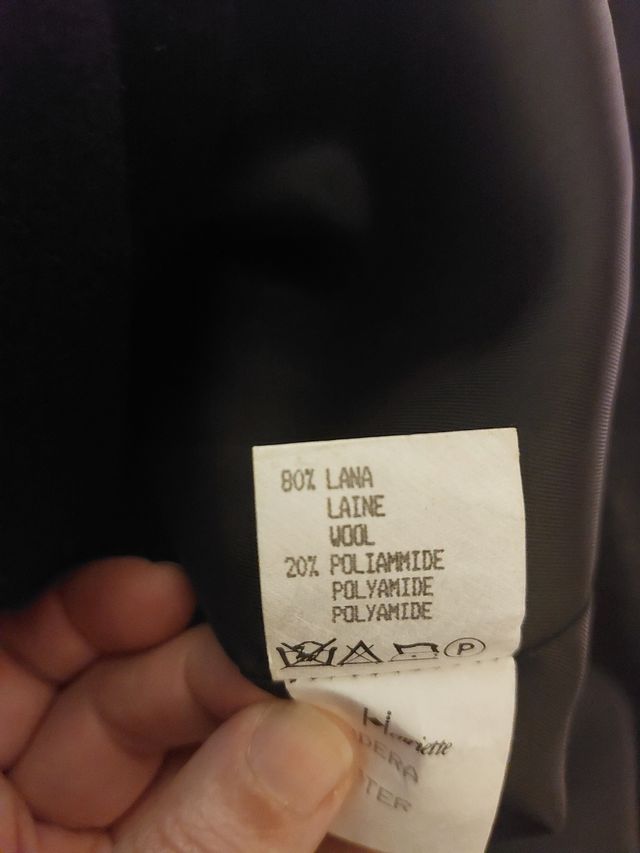 80% LANA
LAINE
WOOL
20% POLIAMMIDE
POLYAMIDE
POLYAMIDE
P